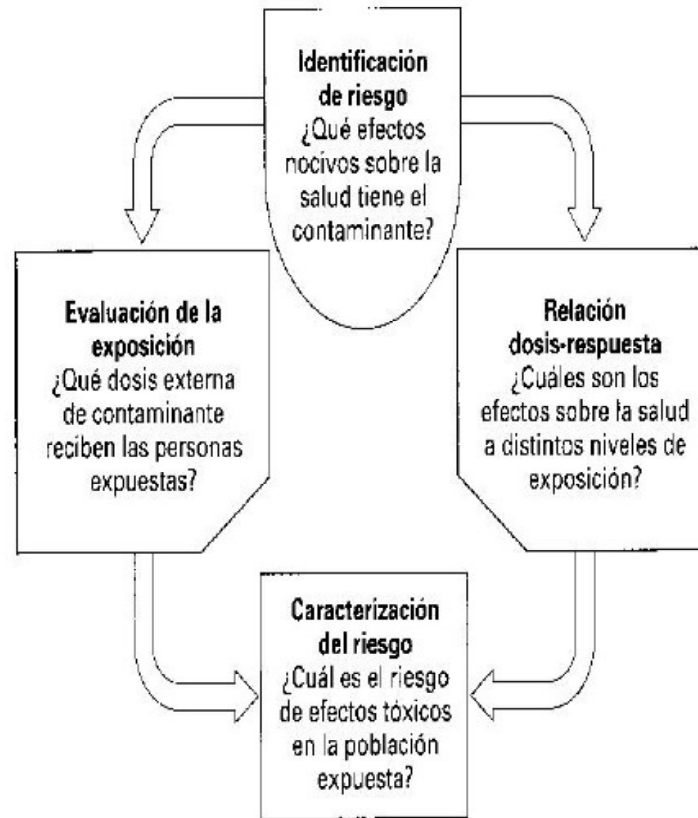 Identificación
de riesgo
¿Qué efectos
nocivos sobre la
salud tiene el
contaminante?
Evaluación de la
exposición
¿Qué dosis externa
de contaminante
reciben las personas
expuestas?
Relación
dosis-respuesta
¿Cuáles son los
efectos sobre la salud
a distintos niveles de
exposición?
Caracterización
del riesgo
¿Cuál es el riesgo
de efectos tóxicos
en la población
expuesta?